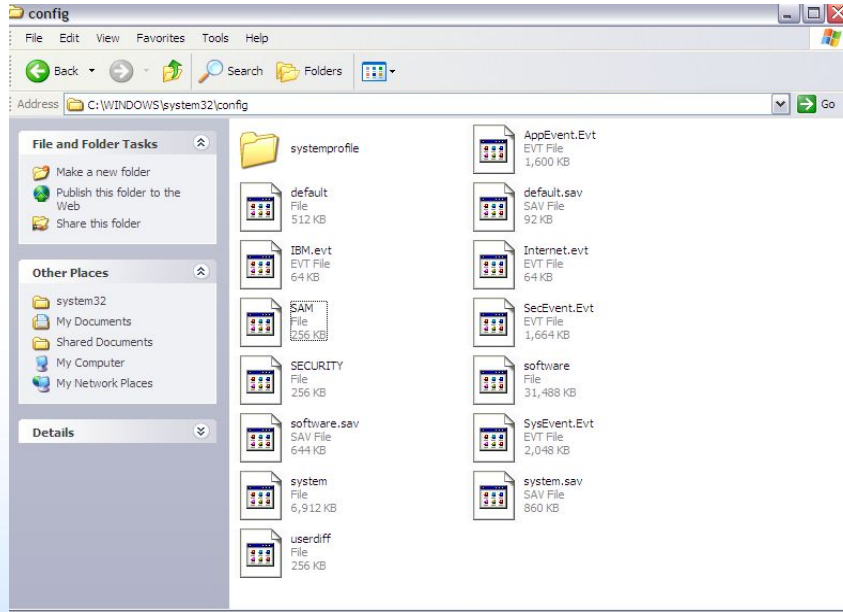 config
File Edit View Favorites Tools Help
Back Search Folders
Address C:\WINDOWS\system32\config Go
File and Folder Tasks
Make a new folder
Publish this folder to the
Web
Share this folder
Other Places
system32
My Documents
Shared Documents
My Computer
My Network Places
Details
systemprofile
AppEvent.Evt
EVT File
1,600 KB
default
File
512 KB
default.sav
SAV File
92 KB
IBM.evt
EVT File
64 KB
Internet.evt
EVT File
64 KB
SAM
File
256 KB
SecEvent.Evt
EVT File
1,664 KB
SECURITY
File
256 KB
software
File
31,488 KB
software.sav
SAV File
644 KB
SysEvent.Evt
EVT File
2,048 KB
system
File
6,912 KB
system.sav
SAV File
860 KB
userdiff
File
256 KB